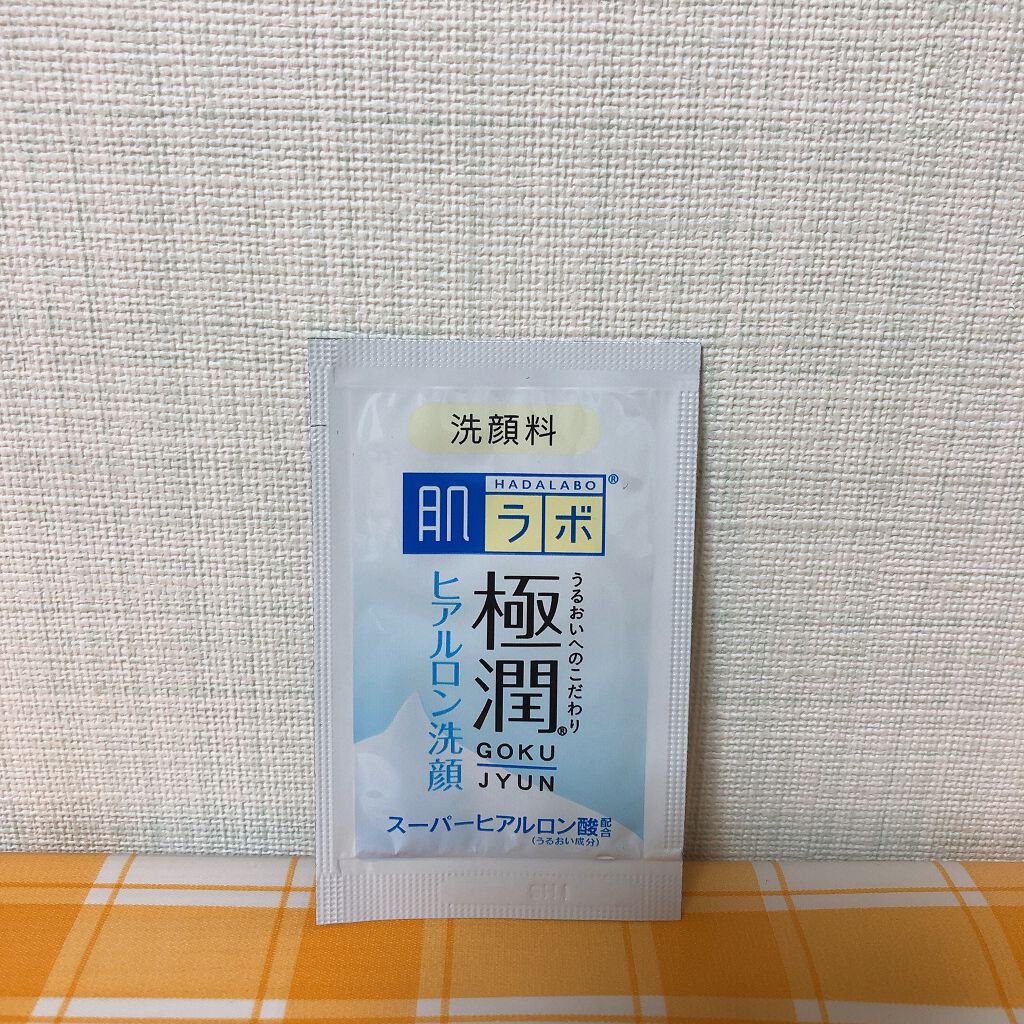 洗顔料
HADALABO®
肌ラボ
うるおいへのこだわり
極潤®
GOKU
JYUN
ヒアルロン洗顔
スーパーヒアルロン酸配合
(うるおい成分)